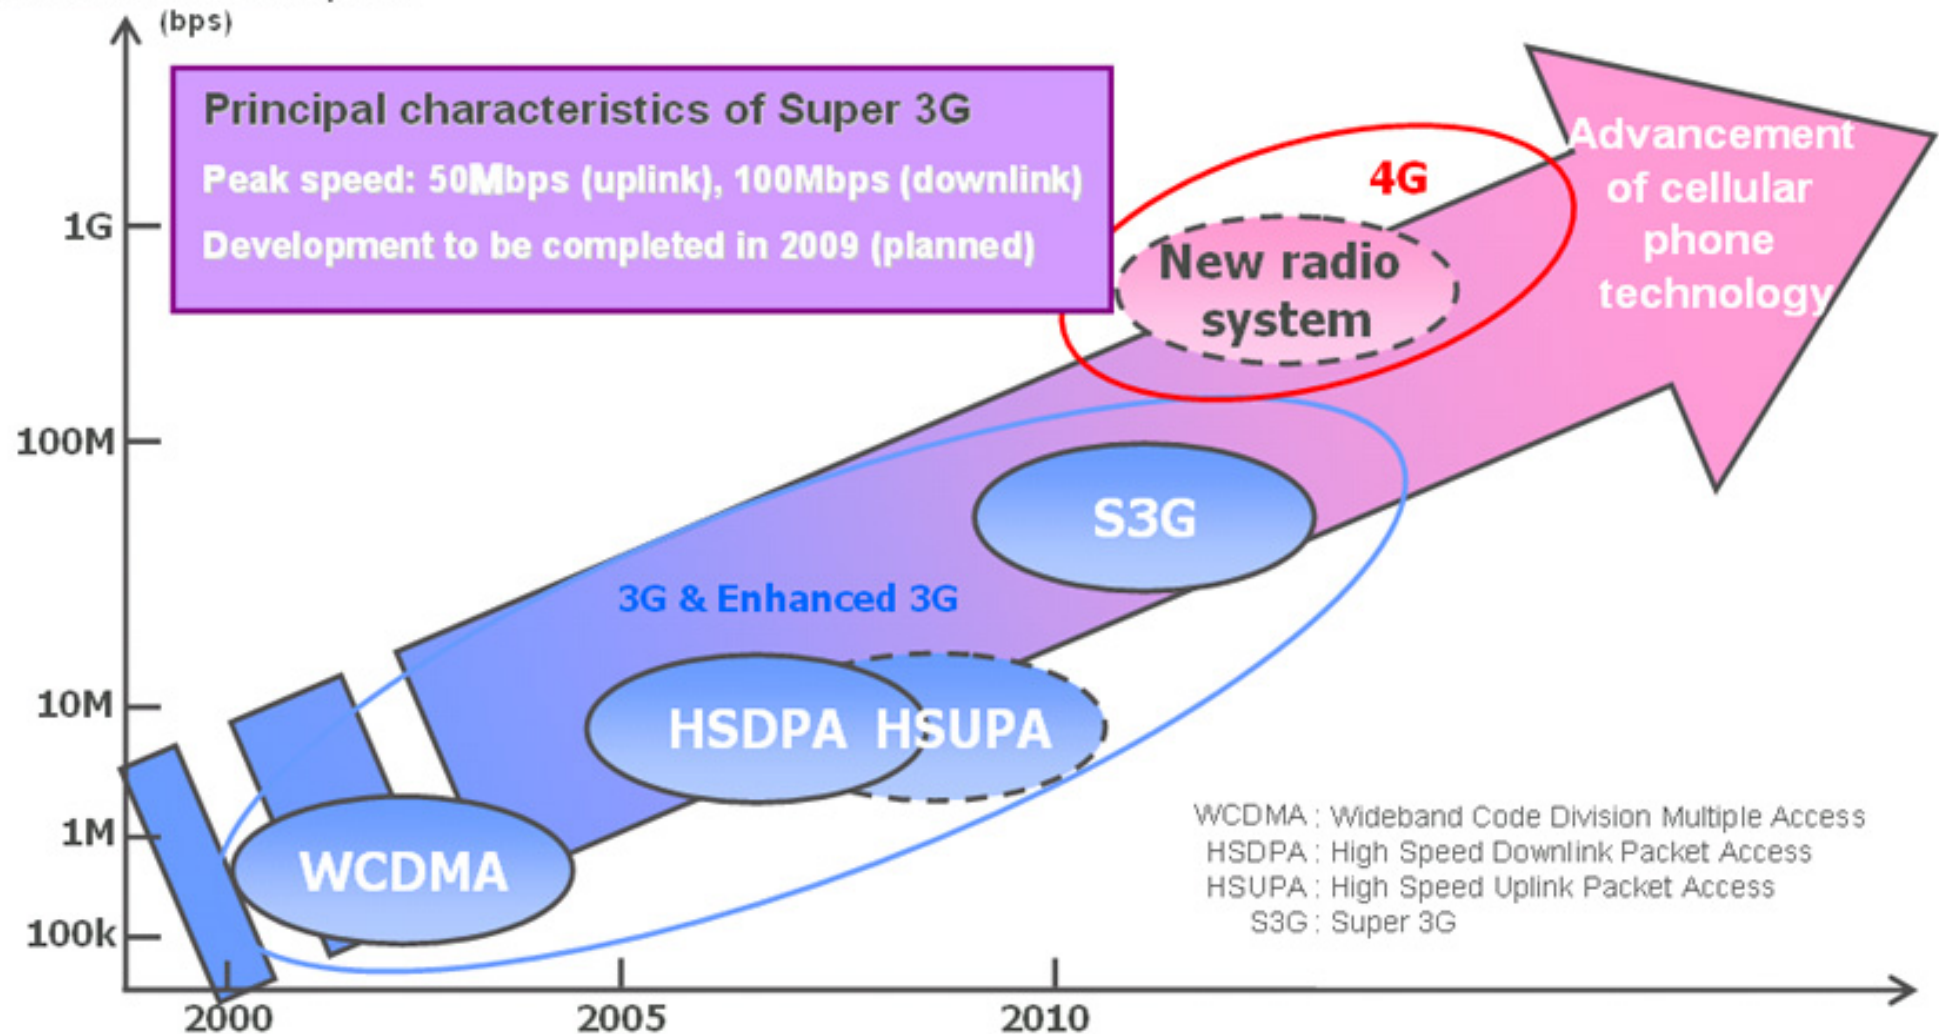 (bps)
Principal characteristics of Super 3G
Peak speed: 50Mbps (uplink), 100Mbps (downlink)
Development to be completed in 2009 (planned)
Advancement
of cellular
phone
technology
4G
New radio
system
1G
100M
10M
1M
100k
S3G
3G & Enhanced 3G
HSDPA
HSUPA
WCDMA
WCDMA : Wideband Code Division Multiple Access
HSDPA : High Speed Downlink Packet Access
HSUPA : High Speed Uplink Packet Access
S3G : Super 3G
2000
2005
2010